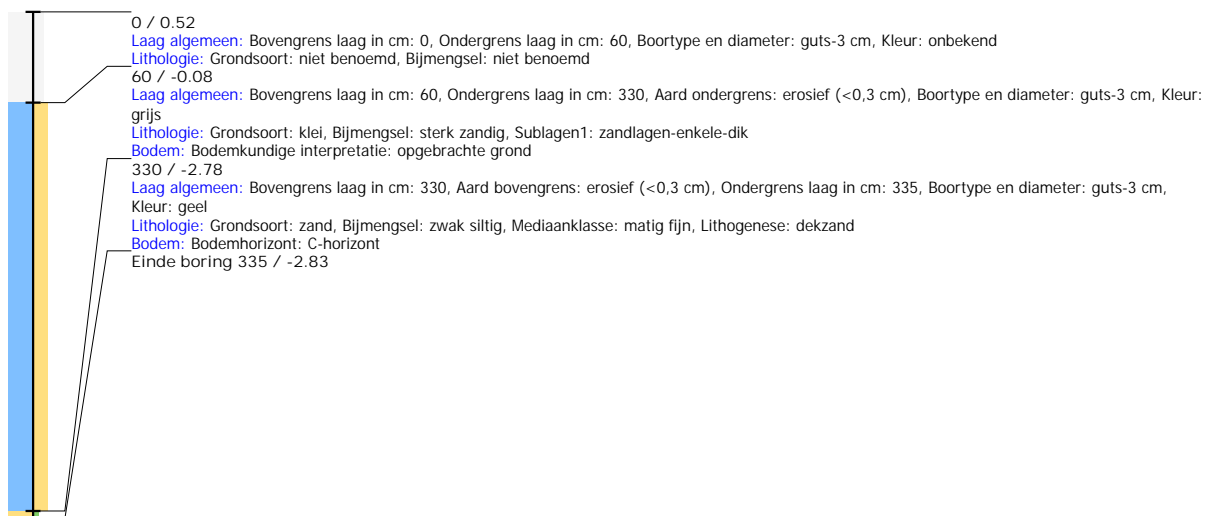 0 / 0.52
Laag algemeen: Bovengrens laag in cm: 0, Ondergrens laag in cm: 60, Boortype en diameter: guts-3 cm, Kleur: onbekend
Lithologie: Grondsoort: niet benoemd, Bijmengsel: niet benoemd
60 / -0.08
Laag algemeen: Bovengrens laag in cm: 60, Ondergrens laag in cm: 330, Aard ondergrens: erosief (<0,3 cm), Boortype en diameter: guts-3 cm, Kleur:
grijs
Lithologie: Grondsoort: klei, Bijmengsel: sterk zandig, Sublagen1: zandlagen-enkele-dik
Bodem: Bodemkundige interpretatie: opgebrachte grond
330 / -2.78
Laag algemeen: Bovengrens laag in cm: 330, Aard bovengrens: erosief (<0,3 cm), Ondergrens laag in cm: 335, Boortype en diameter: guts-3 cm,
Kleur: geel
Lithologie: Grondsoort: zand, Bijmengsel: zwak siltig, Mediaanklasse: matig fijn, Lithogenese: dekzand
Bodem: Bodemhorizont: C-horizont
Einde boring 335 / -2.83